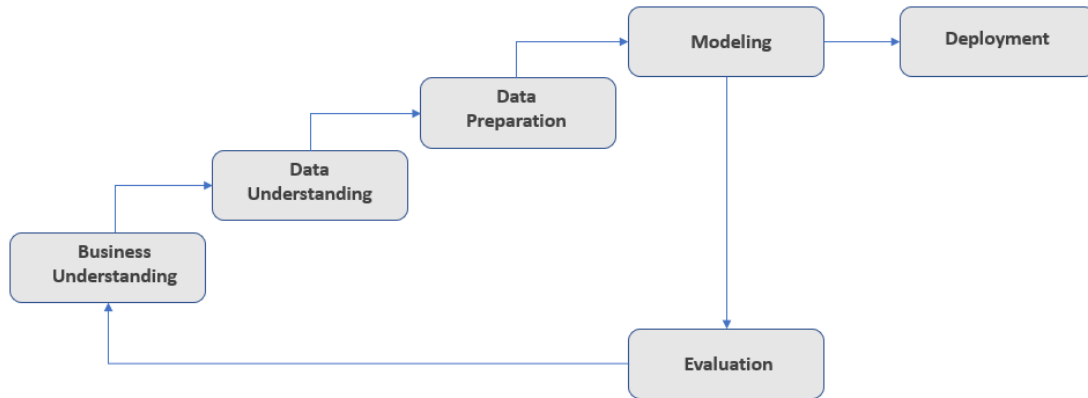 Modeling
Deployment
Data
Preparation
Data
Understanding
Business
Understanding
Evaluation